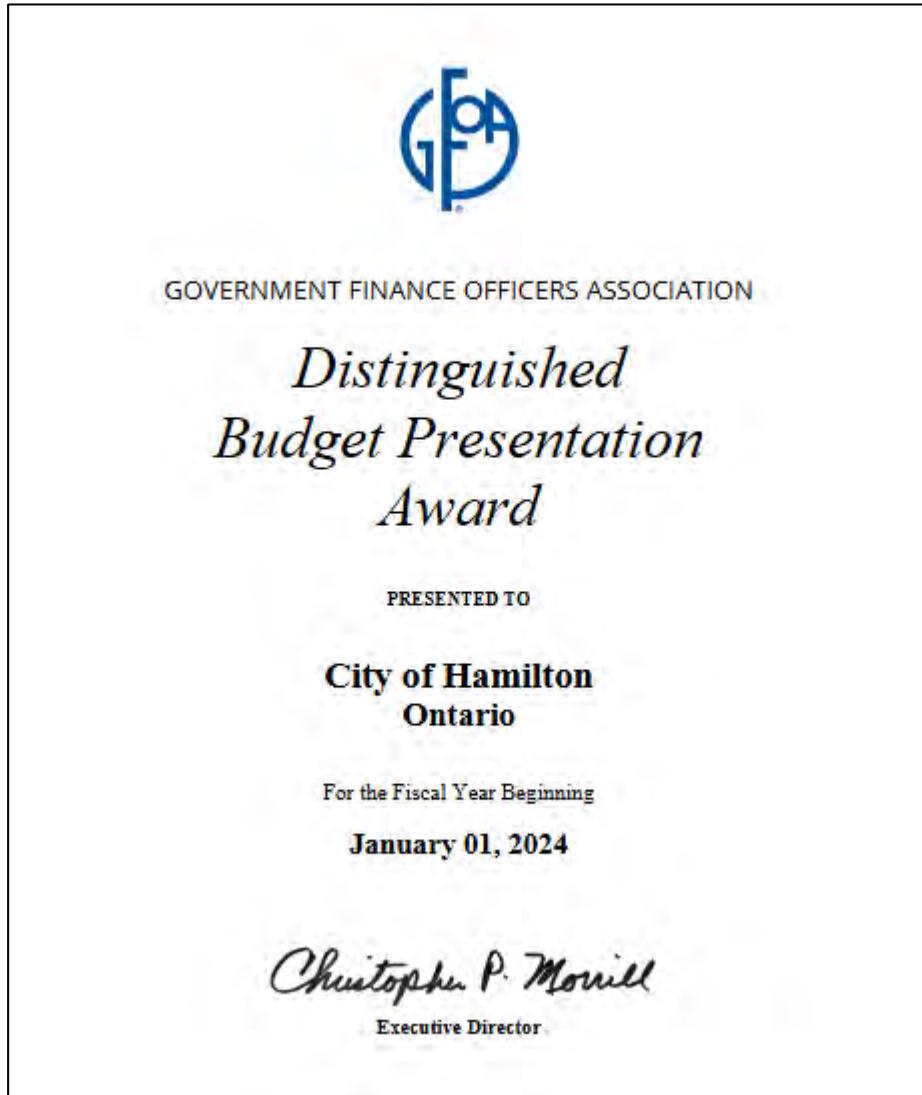 GFOA
GOVERNMENT FINANCE OFFICERS ASSOCIATION
Distinguished
Budget Presentation
Award
PRESENTED TO
City of Hamilton
Ontario
For the Fiscal Year Beginning
January 01, 2024
Christopher P. Morrill
Executive Director